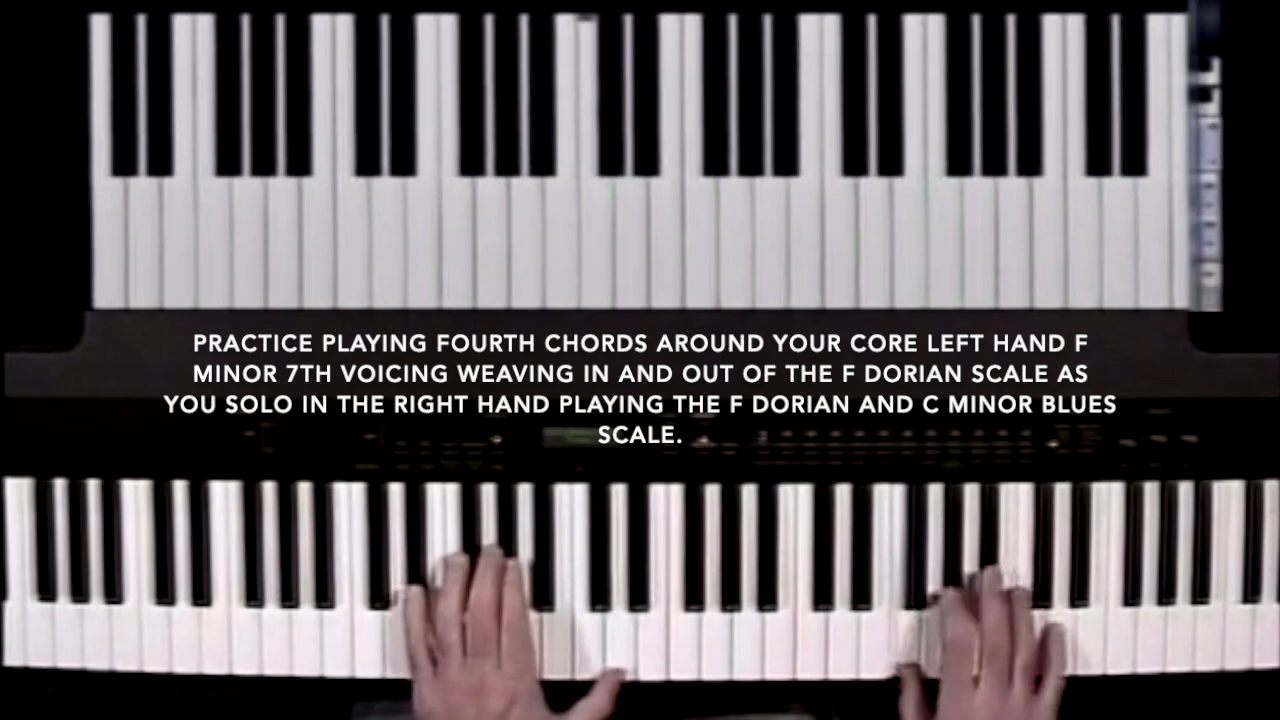 PRACTICE PLAYING FOURTH CHORDS AROUND YOUR CORE LEFT HAND F
MINOR 7TH VOICING WEAVING IN AND OUT OF THE F DORIAN SCALE AS
YOU SOLO IN THE RIGHT HAND PLAYING THE F DORIAN AND C MINOR BLUES
SCALE.